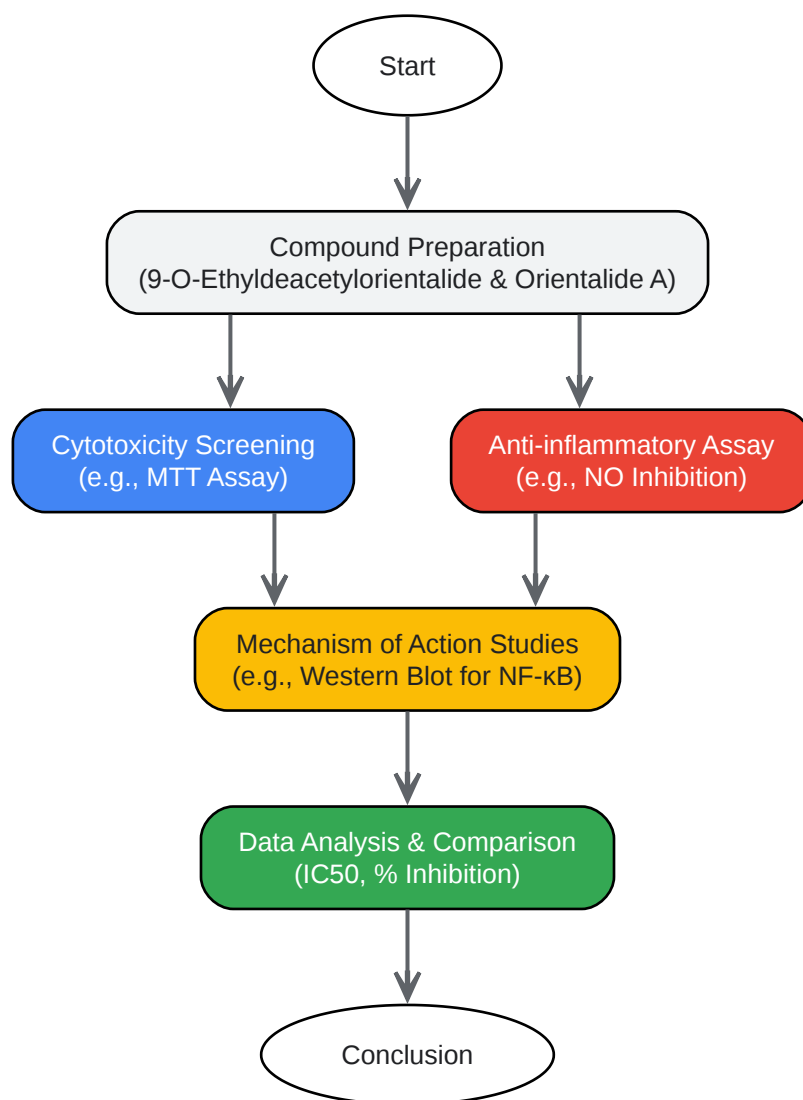 Start
Compound Preparation
(9-O-Ethyldeacetylorientalide & Orientalide A)
Cytotoxicity Screening
(e.g., MTT Assay)
Anti-inflammatory Assay
(e.g., NO Inhibition)
Mechanism of Action Studies
(e.g., Western Blot for NF-κB)
Data Analysis & Comparison
(IC50, % Inhibition)
Conclusion